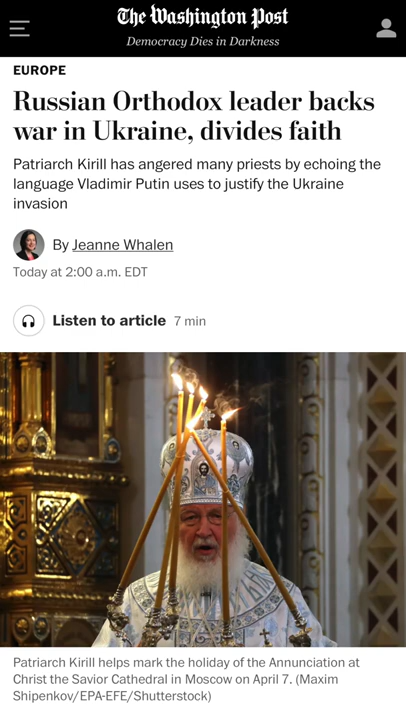 The Washington Post
Democracy Dies in Darkness
EUROPE
Russian Orthodox leader backs
war in Ukraine, divides faith
Patriarch Kirill has angered many priests by echoing the
language Vladimir Putin uses to justify the Ukraine
invasion
By Jeanne Whalen
Today at 2:00 a.m. EDT
Listen to article 7 min
Patriarch Kirill helps mark the holiday of the Annunciation at
Christ the Savior Cathedral in Moscow on April 7. (Maxim
Shipenkov/EPA-EFE/Shutterstock)